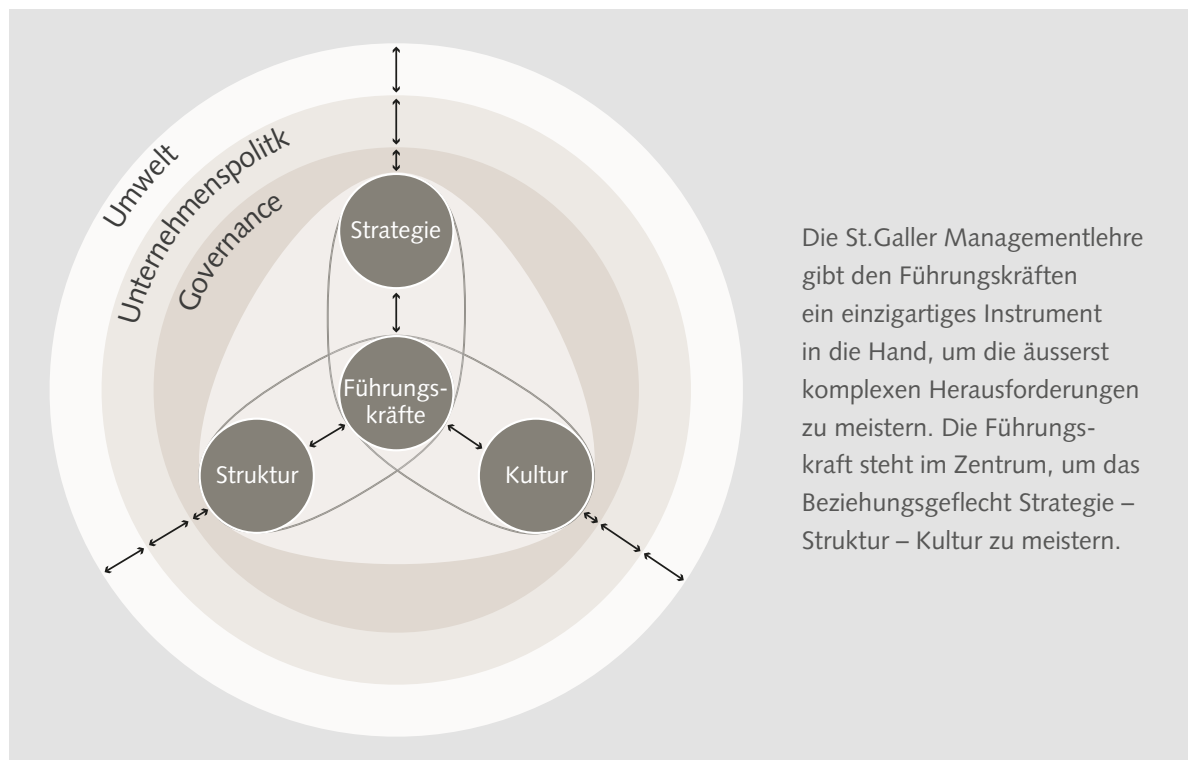 Umwelt
Unternehmenspolitk
Governance
Strategie
Führungs-
kräfte
Struktur
Kultur
Die St.Galler Managementlehre
gibt den Führungskräften
ein einzigartiges Instrument
in die Hand, um die äusserst
komplexen Herausforderungen
zu meistern. Die Führungs-
kraft steht im Zentrum, um das
Beziehungsgeflecht Strategie –
Struktur – Kultur zu meistern.